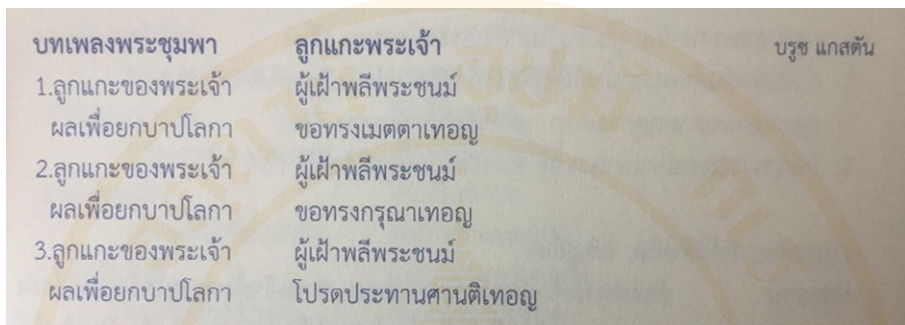 บทเพลงพระชุมพา ลูกแกะพระเจ้า บรูซ แกสตัน
1.ลูกแกะของพระเจ้า ผู้เฝ้าพลีพระชนม์
ผลเพื่อยกบาปโลกา ขอทรงเมตตาเทอญ
2.ลูกแกะของพระเจ้า ผู้เฝ้าพลีพระชนม์
ผลเพื่อยกบาปโลกา ขอทรงกรุณาเทอญ
3.ลูกแกะของพระเจ้า ผู้เฝ้าพลีพระชนม์
ผลเพื่อยกบาปโลกา โปรดประทานศานติเทอญ